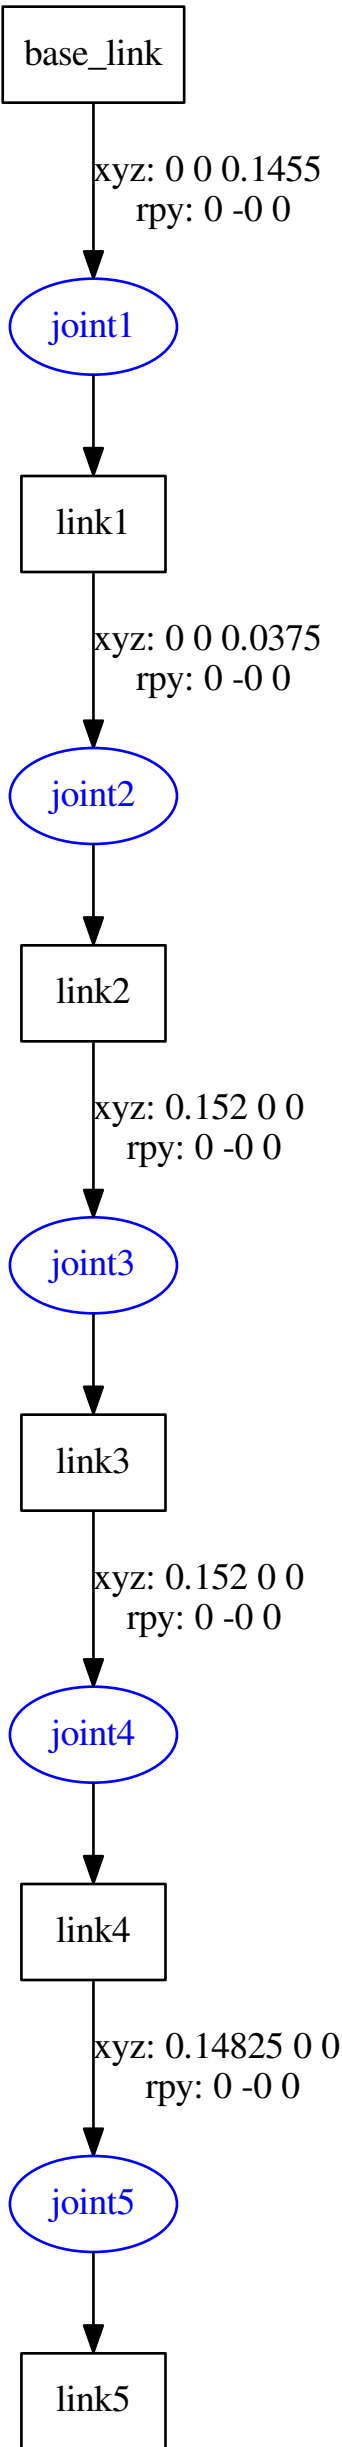 base_link
xyz: 0 0 0.1455
rpy: 0 -0 0
joint1
link1
xyz: 0 0 0.0375
rpy: 0 -0 0
joint2
link2
xyz: 0.152 0 0
rpy: 0 -0 0
joint3
link3
xyz: 0.152 0 0
rpy: 0 -0 0
joint4
link4
xyz: 0.14825 0 0
rpy: 0 -0 0
joint5
link5